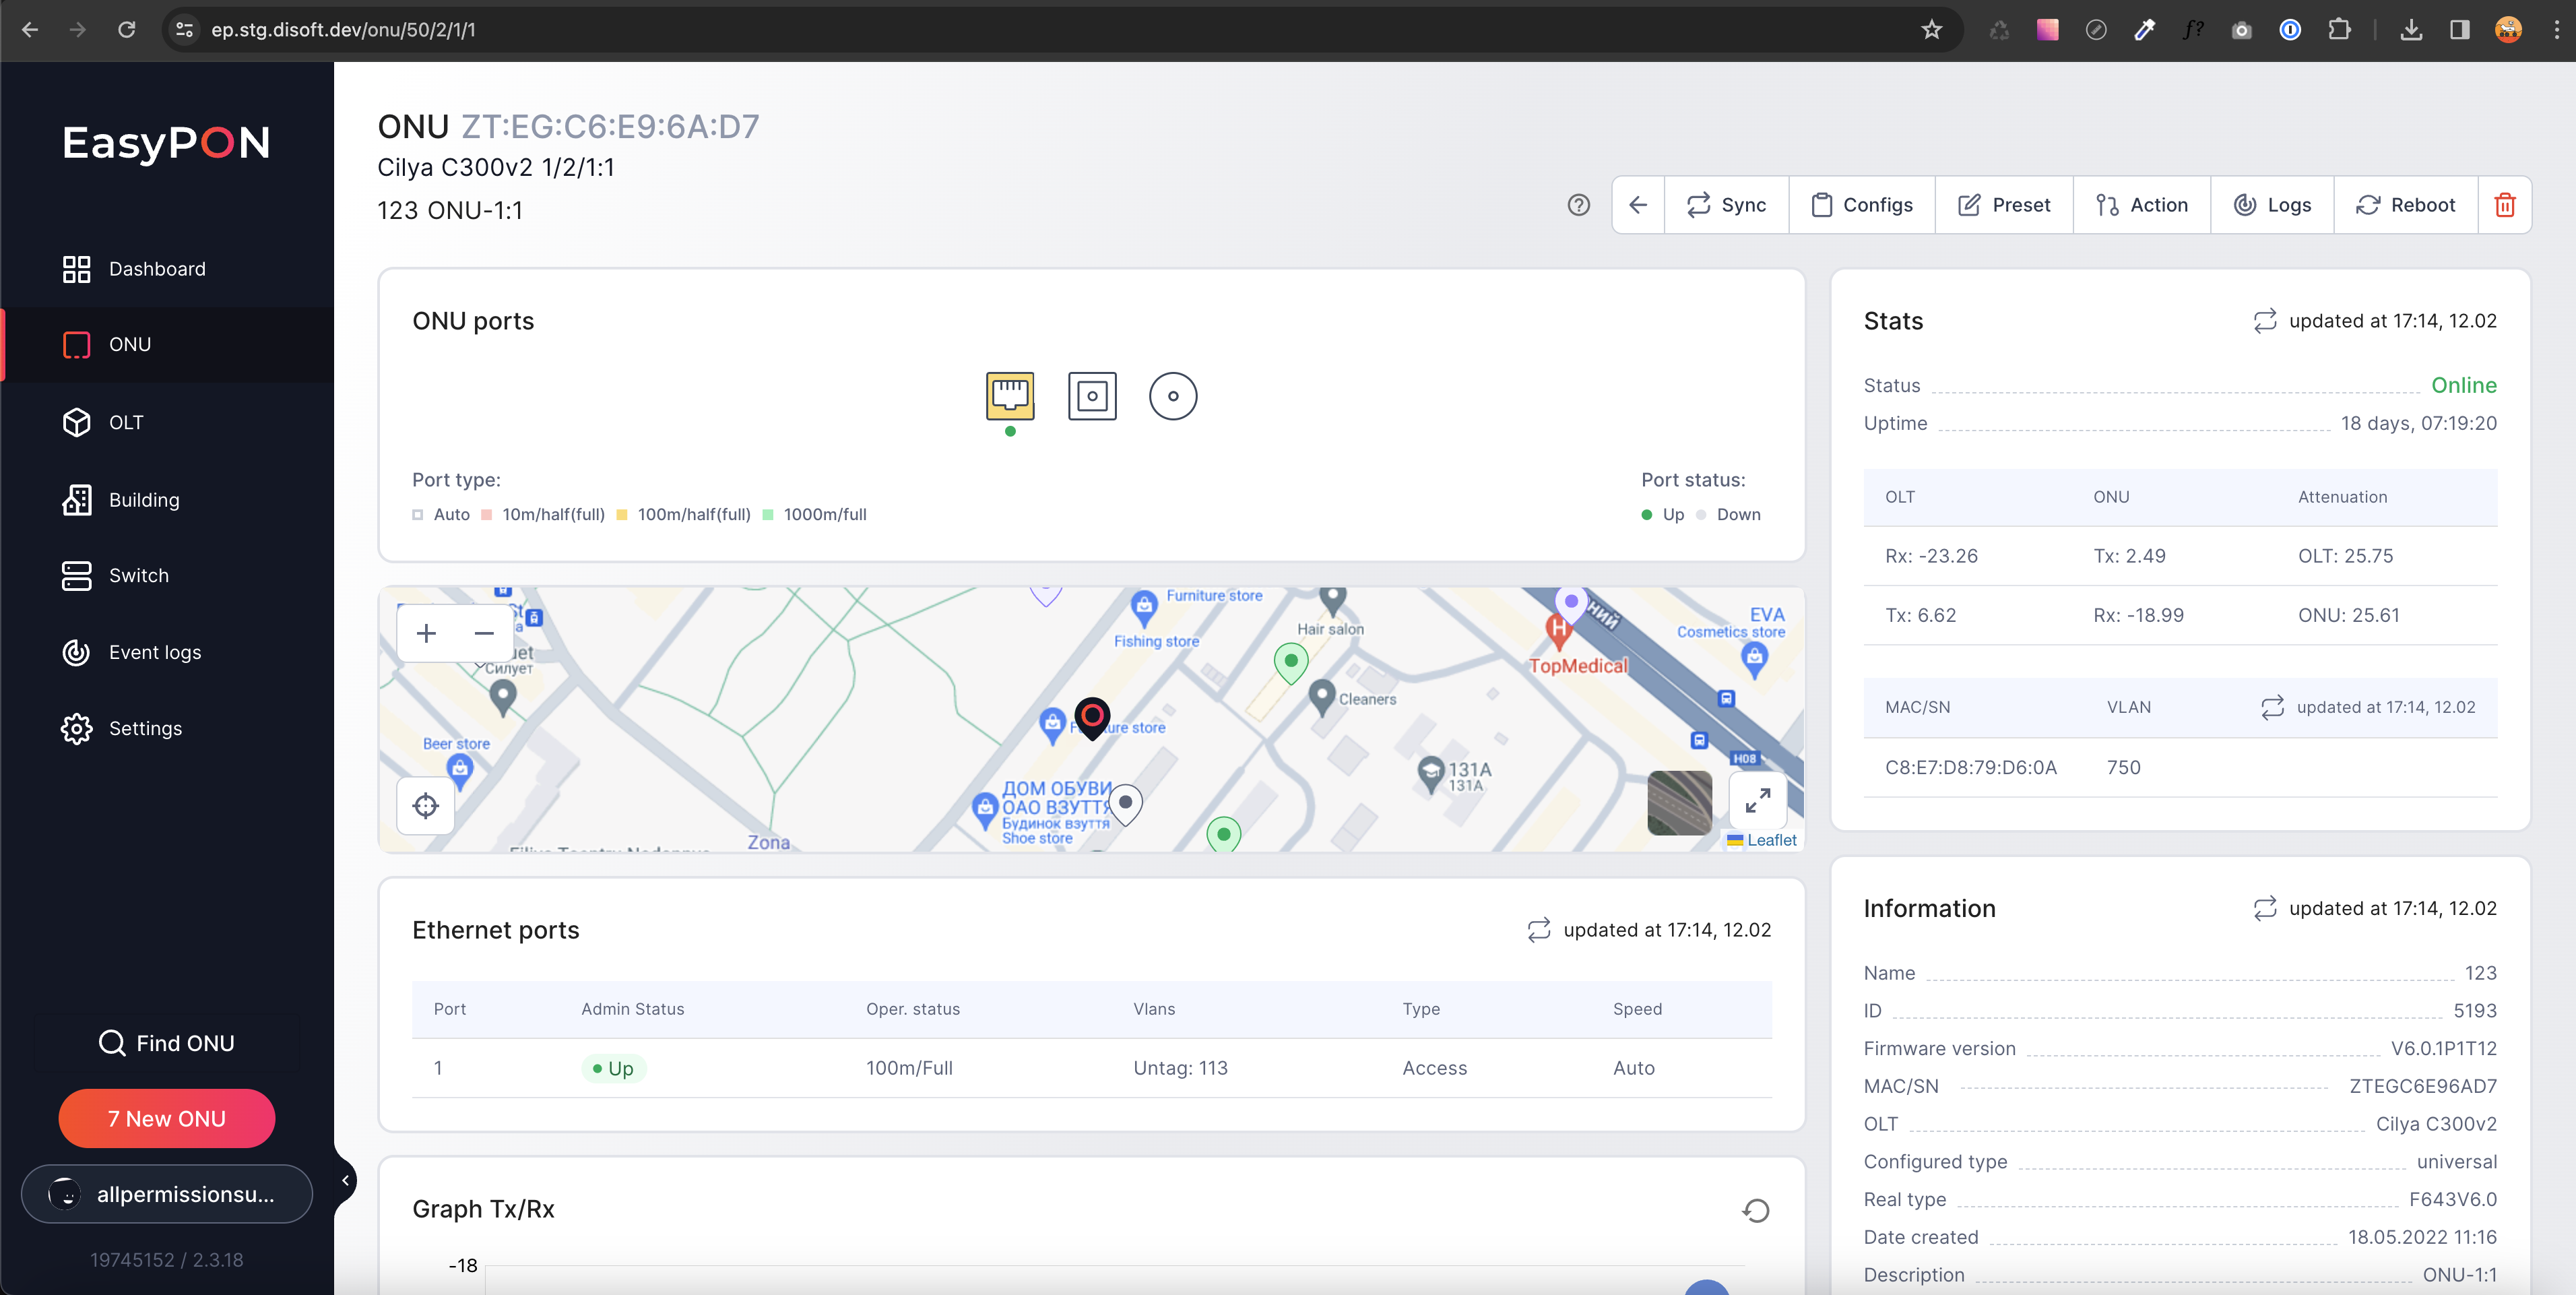 ep.stg.disoft.dev/onu/50/2/1/1
f?
EasyPON
Dashboard
ONU
OLT
Building
Switch
Event logs
Settings
Find ONU
7 New ONU
allpermissionsu...
19745152 / 2.3.18
ONU ZT:EG:C6:E9:6A:D7
Cilya C300v2 1/2/1:1
123 ONU-1:1
Sync
Configs
Preset
Action
Logs
Reboot
ONU ports
Port type:
Auto 10m/half(full) 100m/half(full) 1000m/full
Port status:
Up Down
Силует
Beer store
Furniture store
Fishing store
Hair salon
Cleaners
TopMedical
EVA
Cosmetics store
H08
131A
131A
ДОМ ОБУВИ
ОАО ВЗУТТЯ
Будинок взуття
Shoe store
Zona
Leaflet
Ethernet ports
updated at 17:14, 12.02
Port Admin Status Oper. status Vlans Type Speed
1 Up 100m/Full Untag: 113 Access Auto
Graph Tx/Rx
-18
Stats
updated at 17:14, 12.02
Status Online
Uptime 18 days, 07:19:20
OLT ONU Attenuation
Rx: -23.26 Tx: 2.49 OLT: 25.75
Tx: 6.62 Rx: -18.99 ONU: 25.61
MAC/SN VLAN updated at 17:14, 12.02
C8:E7:D8:79:D6:0A 750
Information
updated at 17:14, 12.02
Name 123
ID 5193
Firmware version V6.0.1P1T12
MAC/SN ZTEGC6E96AD7
OLT Cilya C300v2
Configured type universal
Real type F643V6.0
Date created 18.05.2022 11:16
Description ONU-1:1